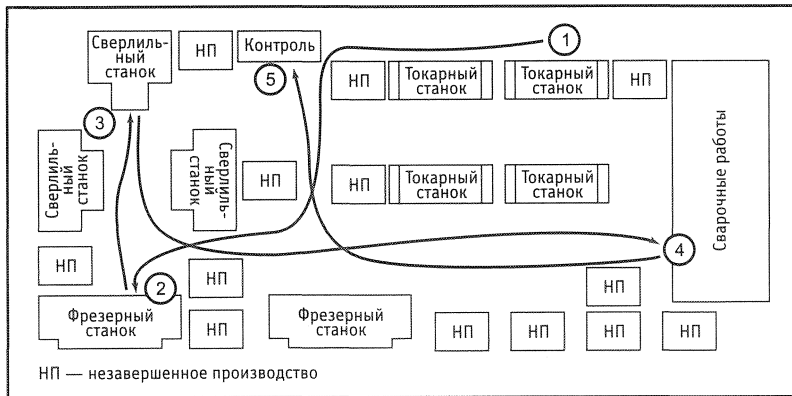 Сверлиль-
ный
станок
НП
Контроль
1
5
НП
Токарный
станок
Токарный
станок
НП
3
Сверлиль-
ный
станок
Сверлиль-
ный
станок
НП
НП
Токарный
станок
Токарный
станок
Сварочные работы
4
НП
2
НП
НП
Фрезерный
станок
НП
Фрезерный
станок
НП
НП
НП
НП
НП — незавершенное производство